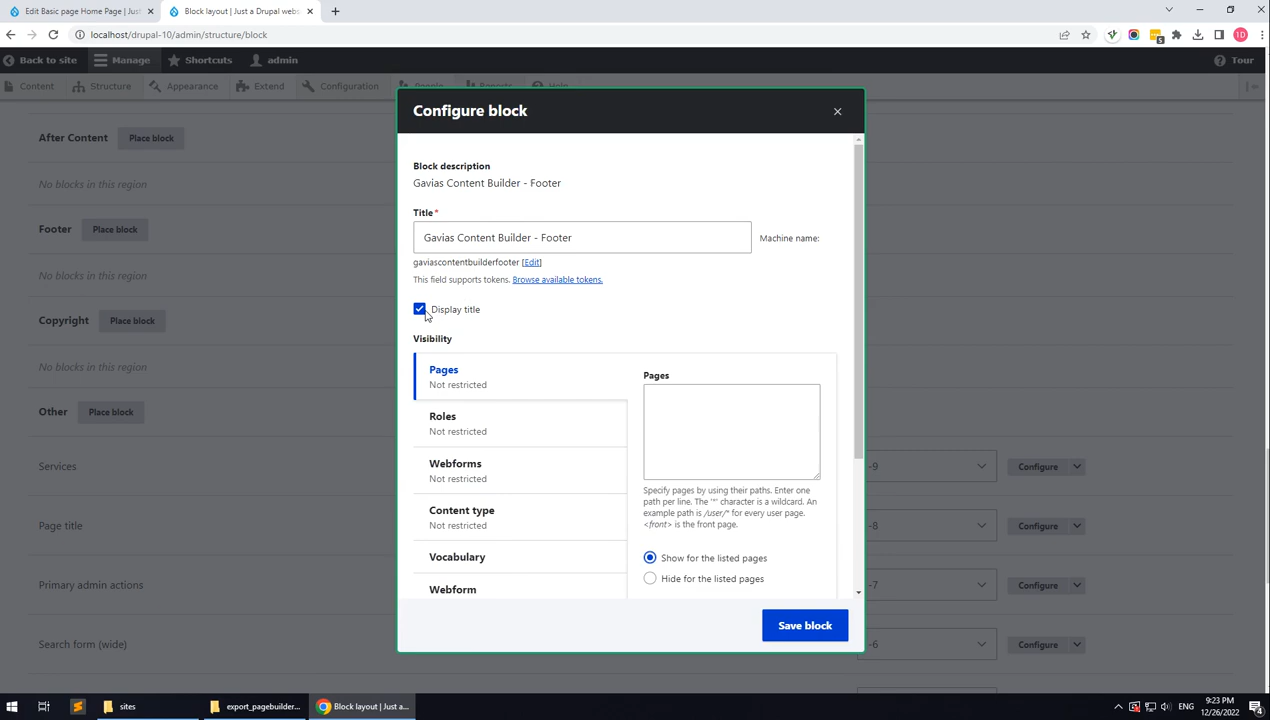 Edit Basic page Home Page | Jus
Block layout | Just a Drupal webs
localhost/drupal-10/admin/structure/block
Back to site
Manage
Shortcuts
admin
Tour
Content
Structure
Appearance
Extend
Configuration
People
Reports
Help
After Content
Place block
No blocks in this region
Footer
Place block
No blocks in this region
Copyright
Place block
No blocks in this region
Other
Place block
Services
-9
Configure
Page title
-8
Configure
Primary admin actions
-7
Configure
Search form (wide)
-6
Configure
Configure block
Block description
Gavias Content Builder - Footer
Title*
Gavias Content Builder - Footer
Machine name:
gaviascontentbuilderfooter [Edit]
This field supports tokens. Browse available tokens.
Display title
Visibility
Pages
Not restricted
Roles
Not restricted
Webforms
Not restricted
Content type
Not restricted
Vocabulary
Webform
Pages
Specify pages by using their paths. Enter one
path per line. The '*' character is a wildcard. An
example path is /user/* for every user page.
<front> is the front page.
Show for the listed pages
Hide for the listed pages
Save block
sites
export_pagebuilder...
Block layout | Just a...
ENG
9:23 PM
12/26/2022